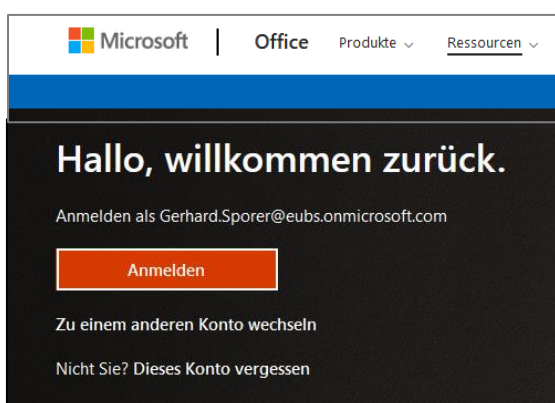 Microsoft Office Produkte Ressourcen
Hallo, willkommen zurück.
Anmelden als Gerhard.Sporer@eubs.onmicrosoft.com
Anmelden
Zu einem anderen Konto wechseln
Nicht Sie? Dieses Konto vergessen